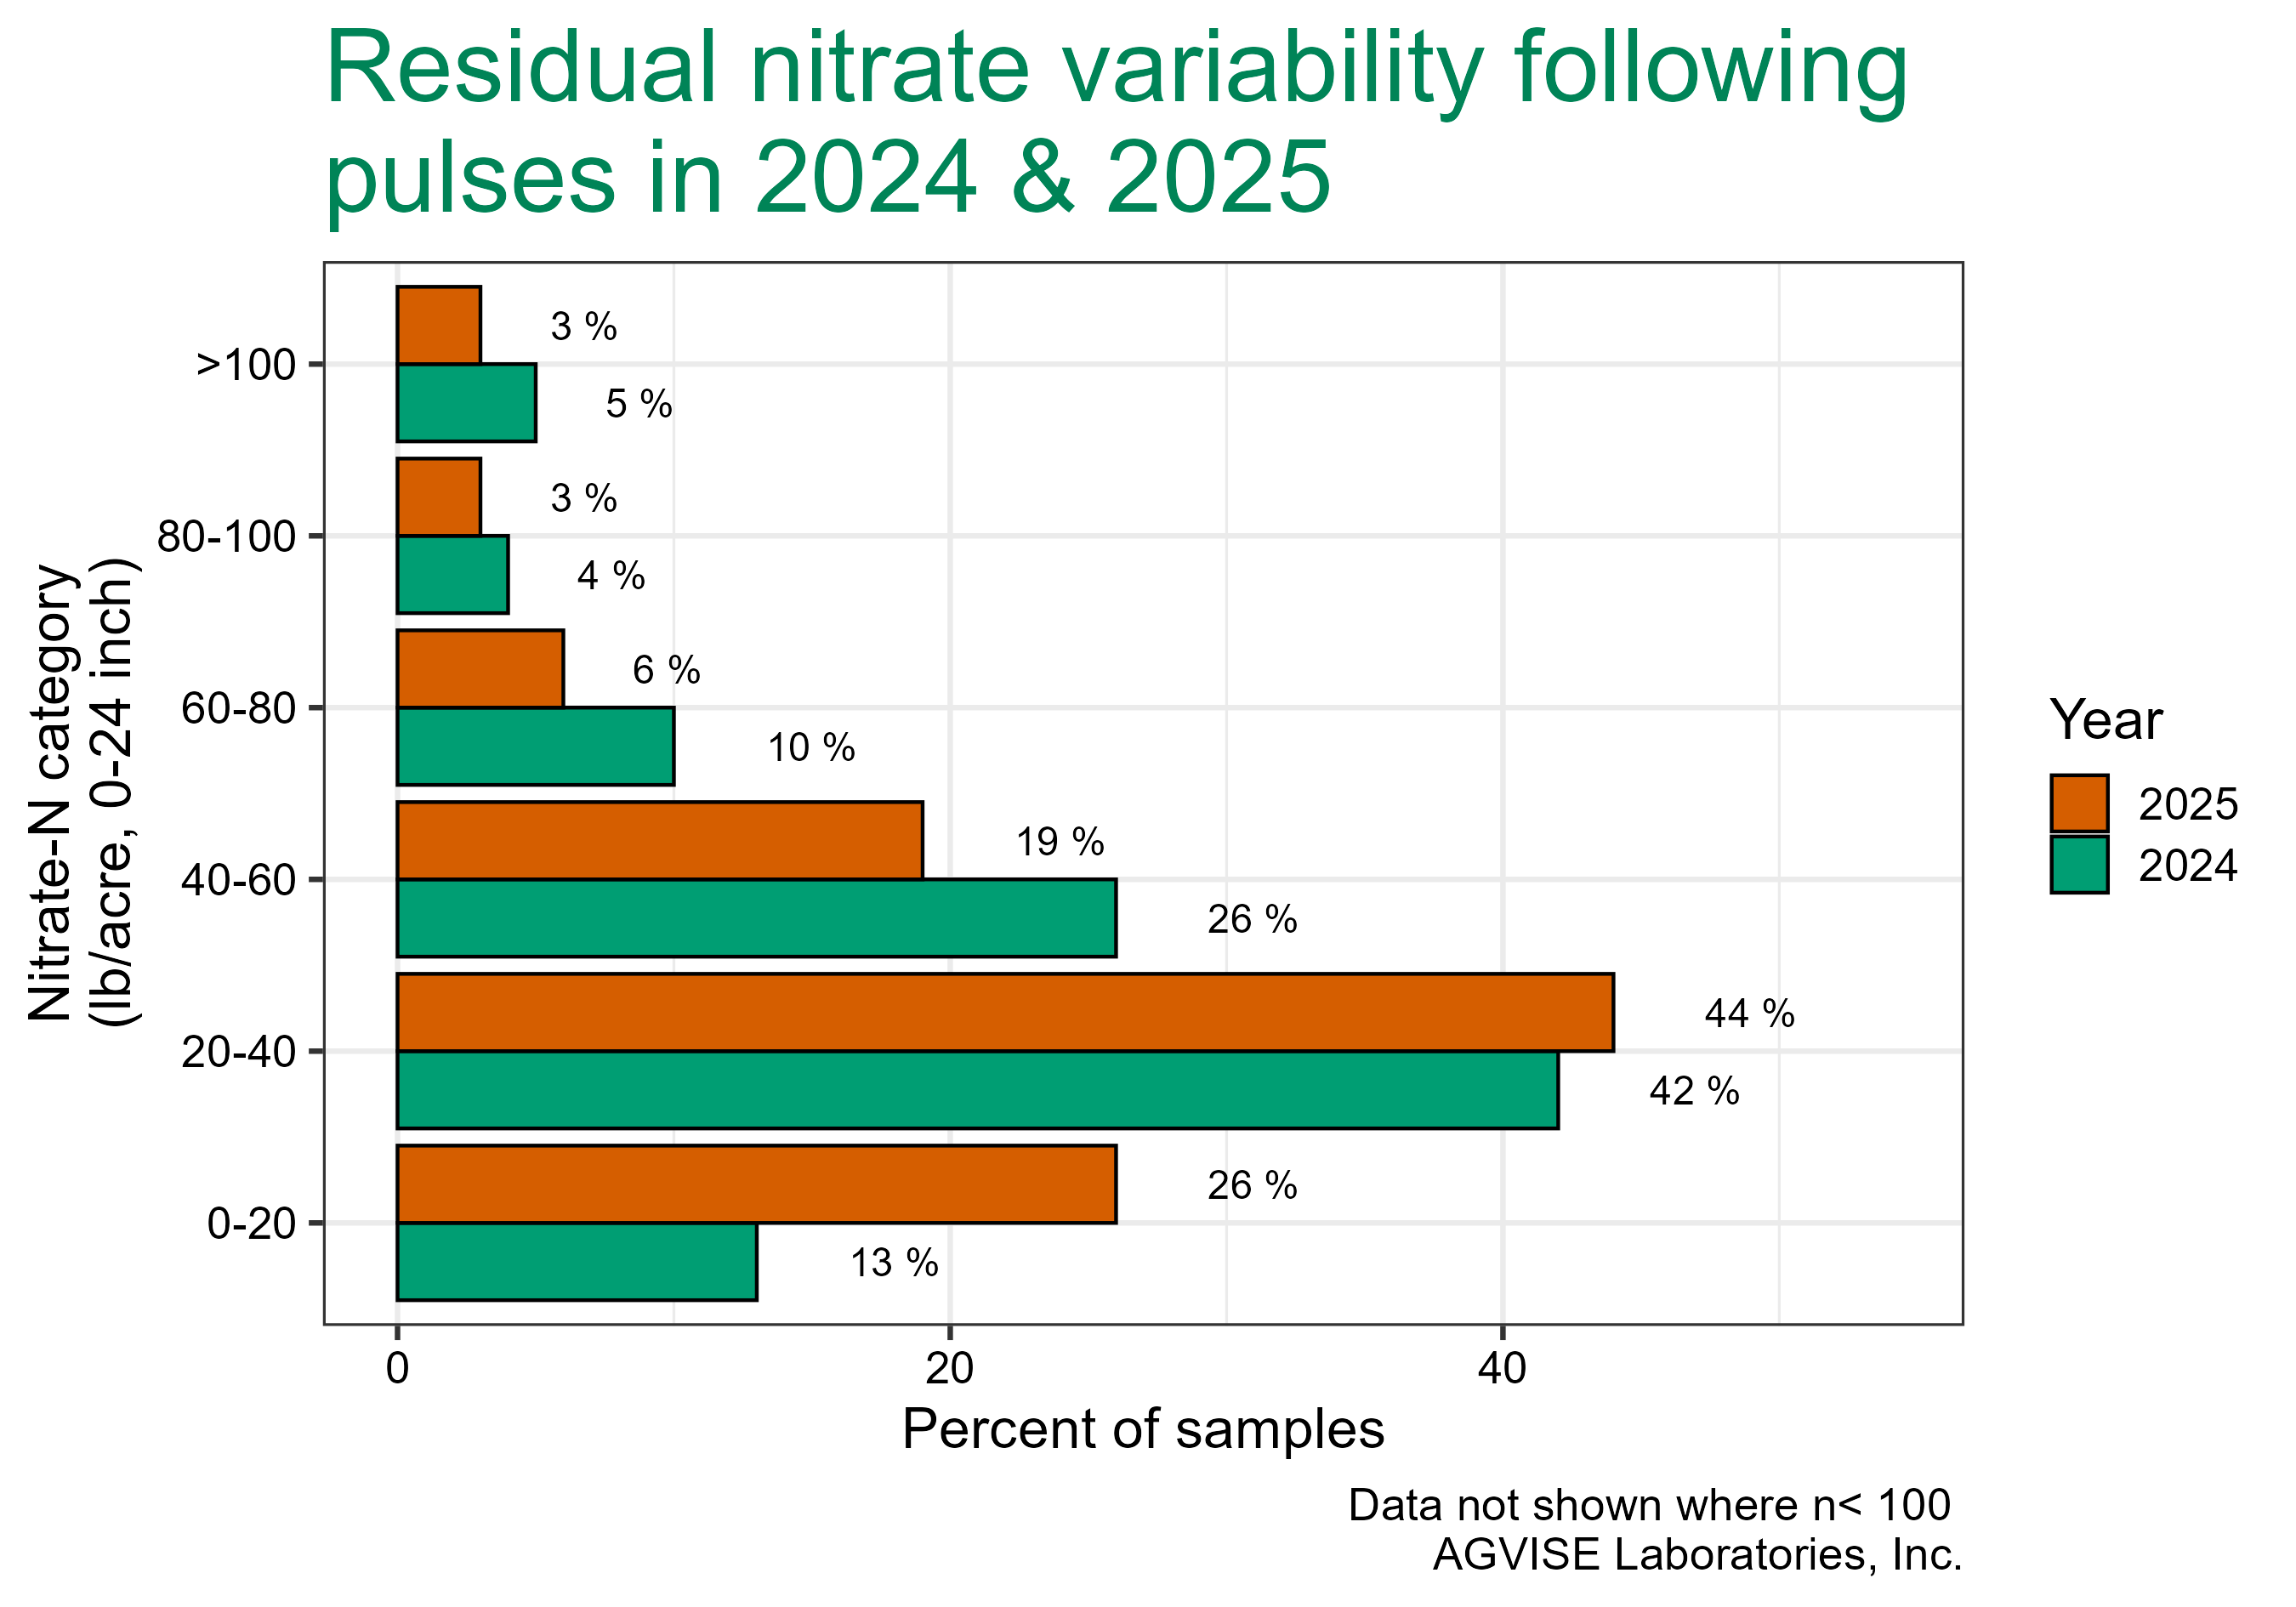 Residual nitrate variability following
pulses in 2024 & 2025
Nitrate-N category
(lb/acre, 0-24 inch)
>100
3 %
5 %
80-100
3 %
4 %
60-80
6 %
10 %
40-60
19 %
26 %
20-40
44 %
42 %
0-20
26 %
13 %
0
20
40
Percent of samples
Year
2025
2024
Data not shown where n< 100
AGVISE Laboratories, Inc.